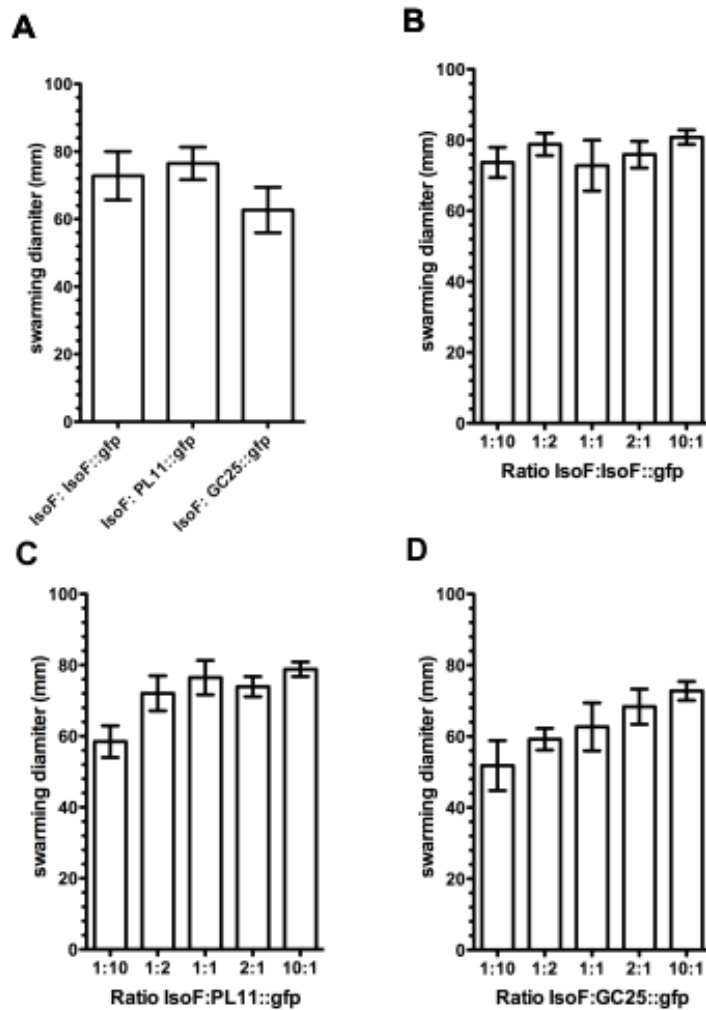 A
swarming diamiter (mm)
100
80
60
40
20
0
IsoF: IsoF::gfp
IsoF: PL11::gfp
IsoF: GC25::gfp
B
swarming diamiter (mm)
100
80
60
40
20
0
1:10 1:2 1:1 2:1 10:1
Ratio IsoF:IsoF::gfp
C
swarming diamiter (mm)
100
80
60
40
20
0
1:10 1:2 1:1 2:1 10:1
Ratio IsoF:PL11::gfp
D
swarming diamiter (mm)
100
80
60
40
20
0
1:10 1:2 1:1 2:1 10:1
Ratio IsoF:GC25::gfp